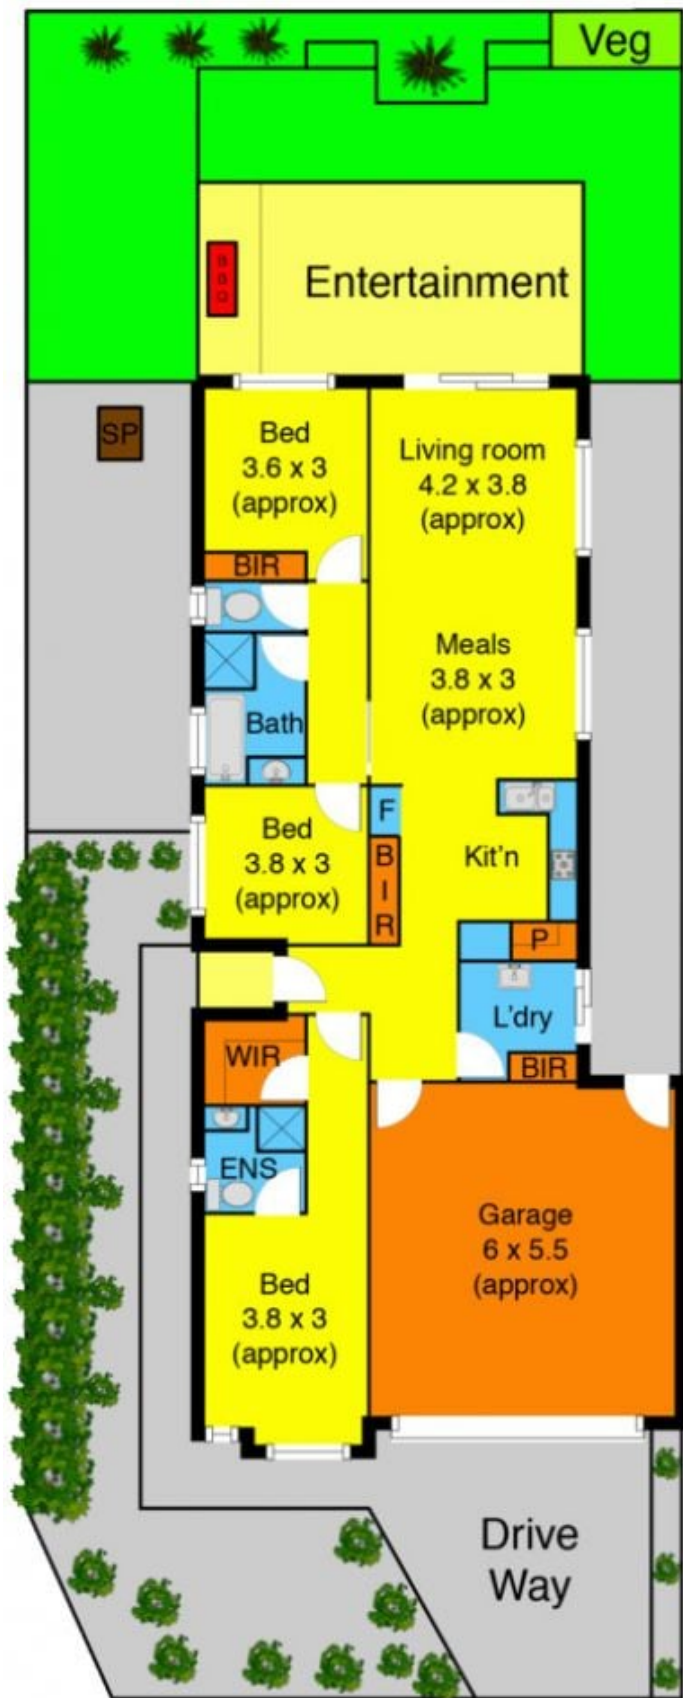 Veg
BBQ
Entertainment
SP
Bed
3.6 x 3
(approx)
Living room
4.2 x 3.8
(approx)
BIR
Meals
3.8 x 3
(approx)
Bath
F
Bed
3.8 x 3
(approx)
BIR
Kit'n
P
L'dry
BIR
WIR
ENS
Garage
6 x 5.5
(approx)
Bed
3.8 x 3
(approx)
Drive
Way